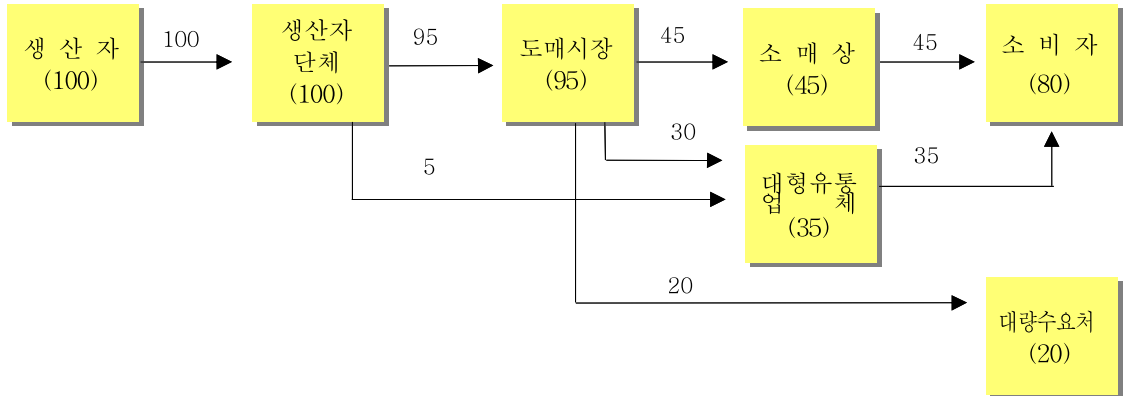 생 산 자
(100)
100
생산자
단체
(100)
95
도매시장
(95)
45
소 매 상
(45)
45
소 비 자
(80)
30
5
대형유통
업 체
(35)
35
20
대량수요처
(20)